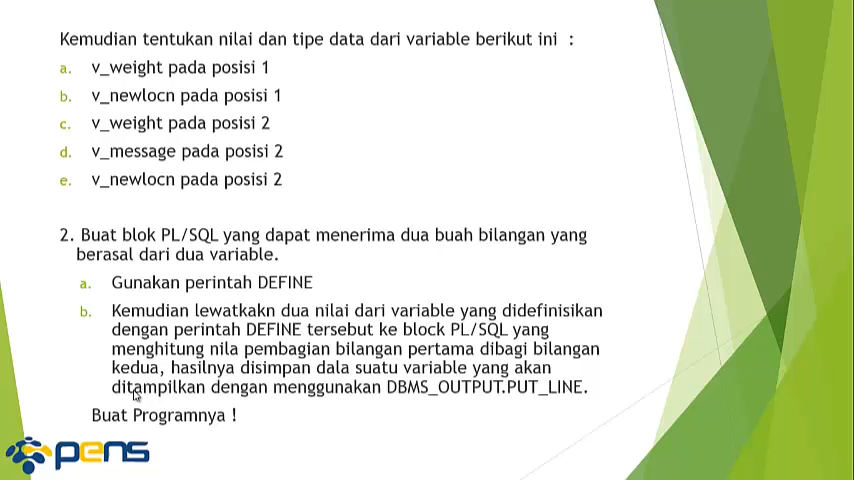 Kemudian tentukan nilai dan tipe data dari variable berikut ini :
a. v_weight pada posisi 1
b. v_newlocn pada posisi 1
c. v_weight pada posisi 2
d. v_message pada posisi 2
e. v_newlocn pada posisi 2
2. Buat blok PL/SQL yang dapat menerima dua buah bilangan yang
berasal dari dua variable.
a. Gunakan perintah DEFINE
b. Kemudian lewatkakn dua nilai dari variable yang didefinisikan
dengan perintah DEFINE tersebut ke block PL/SQL yang
menghitung nila pembagian bilangan pertama dibagi bilangan
kedua, hasilnya disimpan dala suatu variable yang akan
ditampilkan dengan menggunakan DBMS_OUTPUT.PUT_LINE.
Buat Programnya !
pens